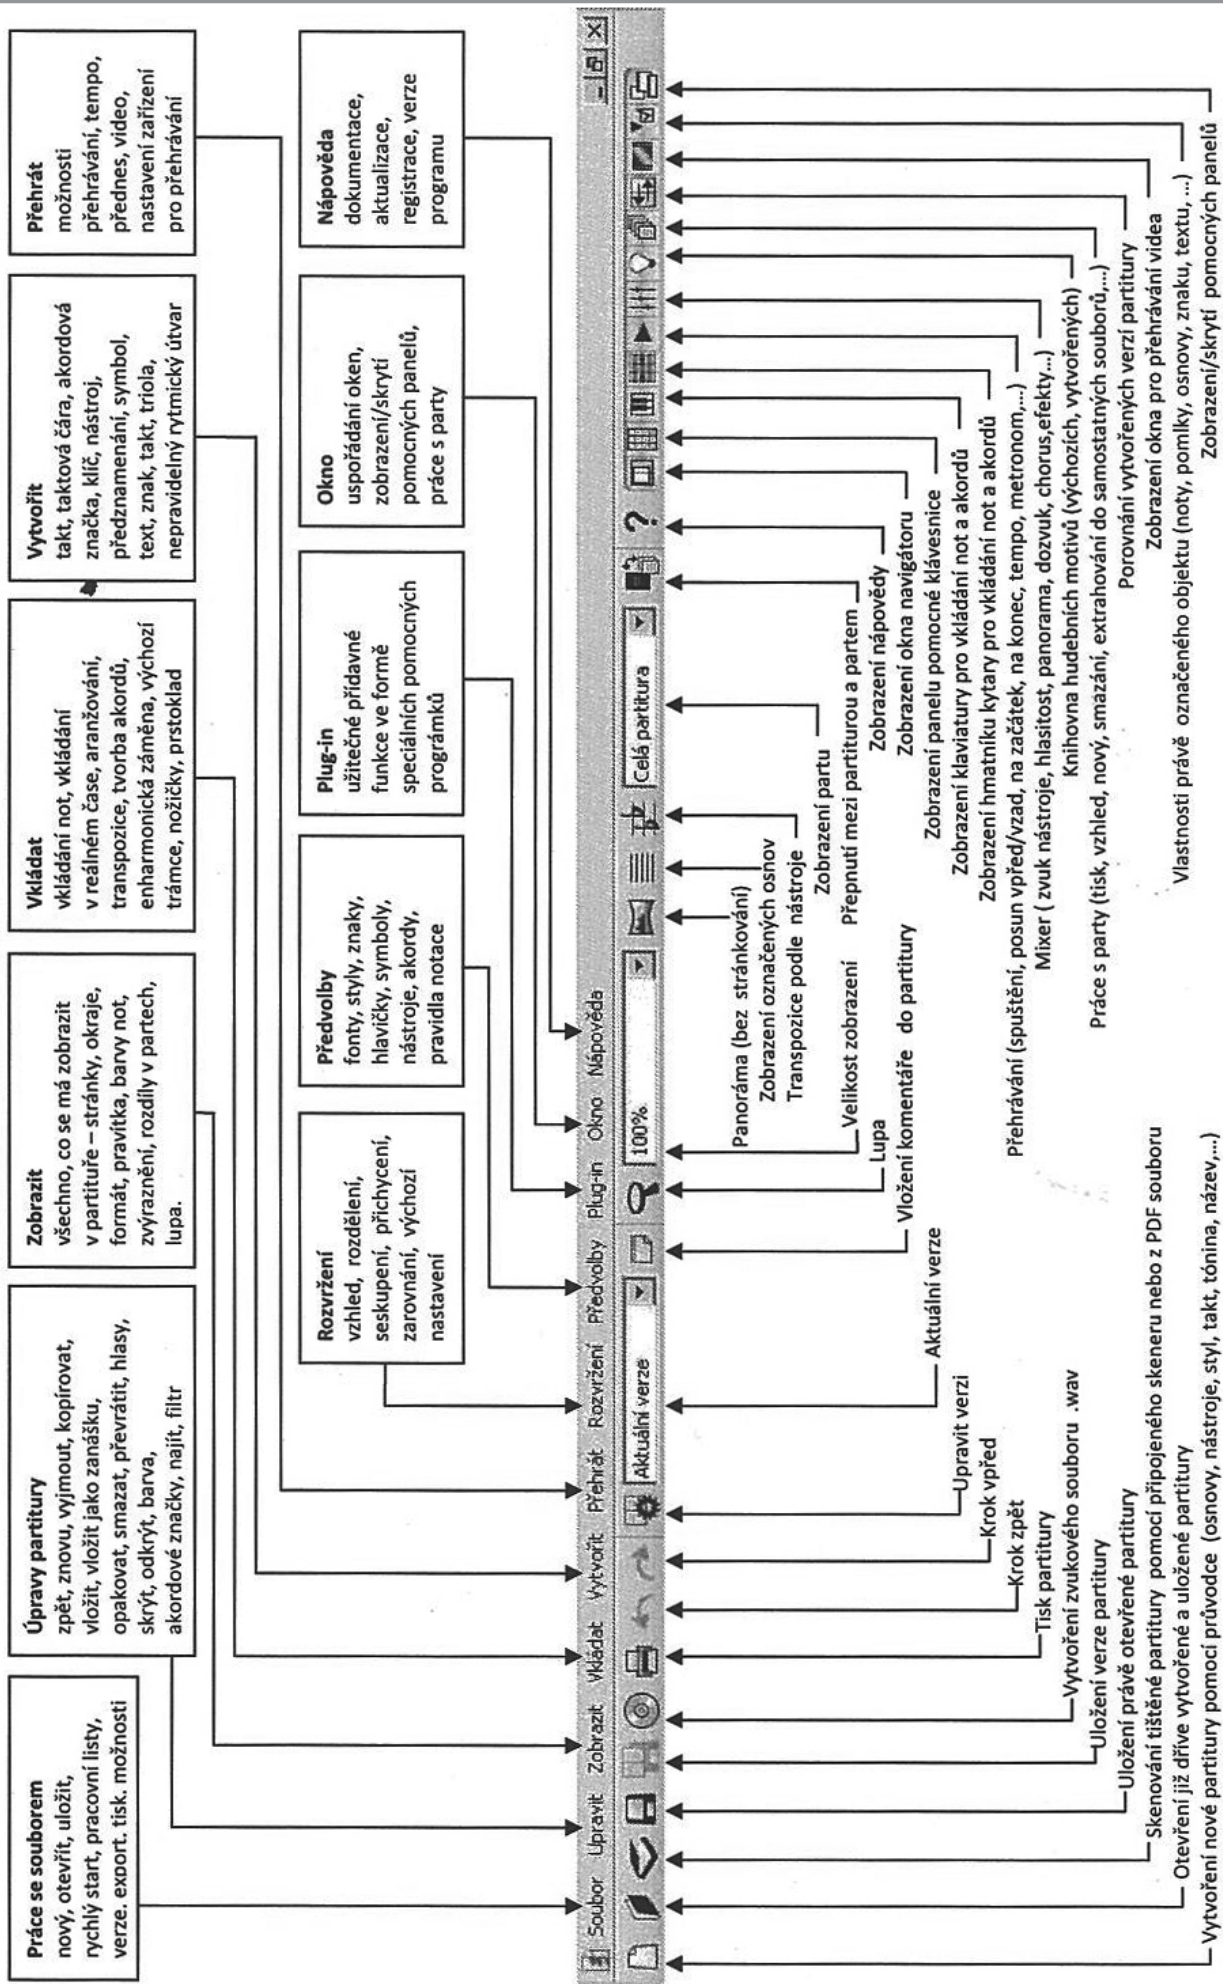 Práce se souborem
nový, otevřít, uložit,
rychlý start, pracovní listy,
verze. export. tisk. možnosti
Úpravy partitury
zpět, znovu, vyjmout, kopírovat,
vložit, vložit jako zanášku,
opakovat, smazat, převrátit, hlasy,
skrýt, odkrýt, barva,
akordové značky, najít, filtr
Zobrazit
všechno, co se má zobrazit
v partituře – stránky, okraje,
formát, pravítka, barvy not,
zvýraznění, rozdíly v partech,
lupa.
Vkládat
vkládání not, vkládání
v reálném čase, aranžování,
transpozice, tvorba akordů,
enharmonická záměna, výchozí
trámce, nožičky, prstoklad
Vytvořit
takt, taktová čára, akordová
značka, klíč, nástroj,
předznamenání, symbol,
text, znak, takt, triola,
nepravidelný rytmický útvar
Přehrát
možnosti
přehrávání, tempo,
přednes, video,
nastavení zařízení
pro přehrávání
Rozvržení
vzhled, rozdělení,
seskupení, přichycení,
zarovnání, výchozí
nastavení
Předvolby
fonty, styly, znaky,
hlavičky, symboly,
nástroje, akordy,
pravidla notace
Plug-in
užitečné přídavné
funkce ve formě
speciálních pomocných
prográmků
Okno
uspořádání oken,
zobrazení/skrytí
pomocných panelů,
práce s party
Nápověda
dokumentace,
aktualizace,
registrace, verze
programu
Soubor Upravit Zobrazit Vkládat Vytvořit Přehrát Rozvržení Předvolby Plug-in Okno Nápověda
Aktuální verze 100% Celá partitura ?
Panoráma (bez stránkování)
Zobrazení označených osnov
Transpozice podle nástroje
Zobrazení partu
Velikost zobrazení Přepnutí mezi partiturou a partem
Lupa Zobrazení nápovědy
Vložení komentáře do partitury Zobrazení okna navigátoru
Aktuální verze Zobrazení panelu pomocné klávesnice
Upravit verzi Zobrazení klaviatury pro vkládání not a akordů
Krok vpřed Zobrazení hmatníku kytary pro vkládání not a akordů
Krok zpět Přehrávání (spuštění, posun vpřed/vzad, na začátek, na konec, tempo, metronom,...)
Tisk partitury Mixer ( zvuk nástroje, hlasitost, panorama, dozvuk, chorus,efekty...)
Vytvoření zvukového souboru .wav Knihovna hudebních motivů (výchozích, vytvořených)
Uložení verze partitury Práce s party (tisk, vzhled, nový, smazání, extrahování do samostatných souborů,...)
Uložení právě otevřené partitury Porovnání vytvořených verzí partitury
Skenování tištěné partitury pomocí připojeného skeneru nebo z PDF souboru Zobrazení okna pro přehrávání videa
Otevření již dříve vytvořené a uložené partitury Vlastnosti právě označeného objektu (noty, pomlky, osnovy, znaku, textu, ...)
Vytvoření nové partitury pomocí průvodce (osnovy, nástroje, styl, takt, tónina, název,...) Zobrazení/skrytí pomocných panelů